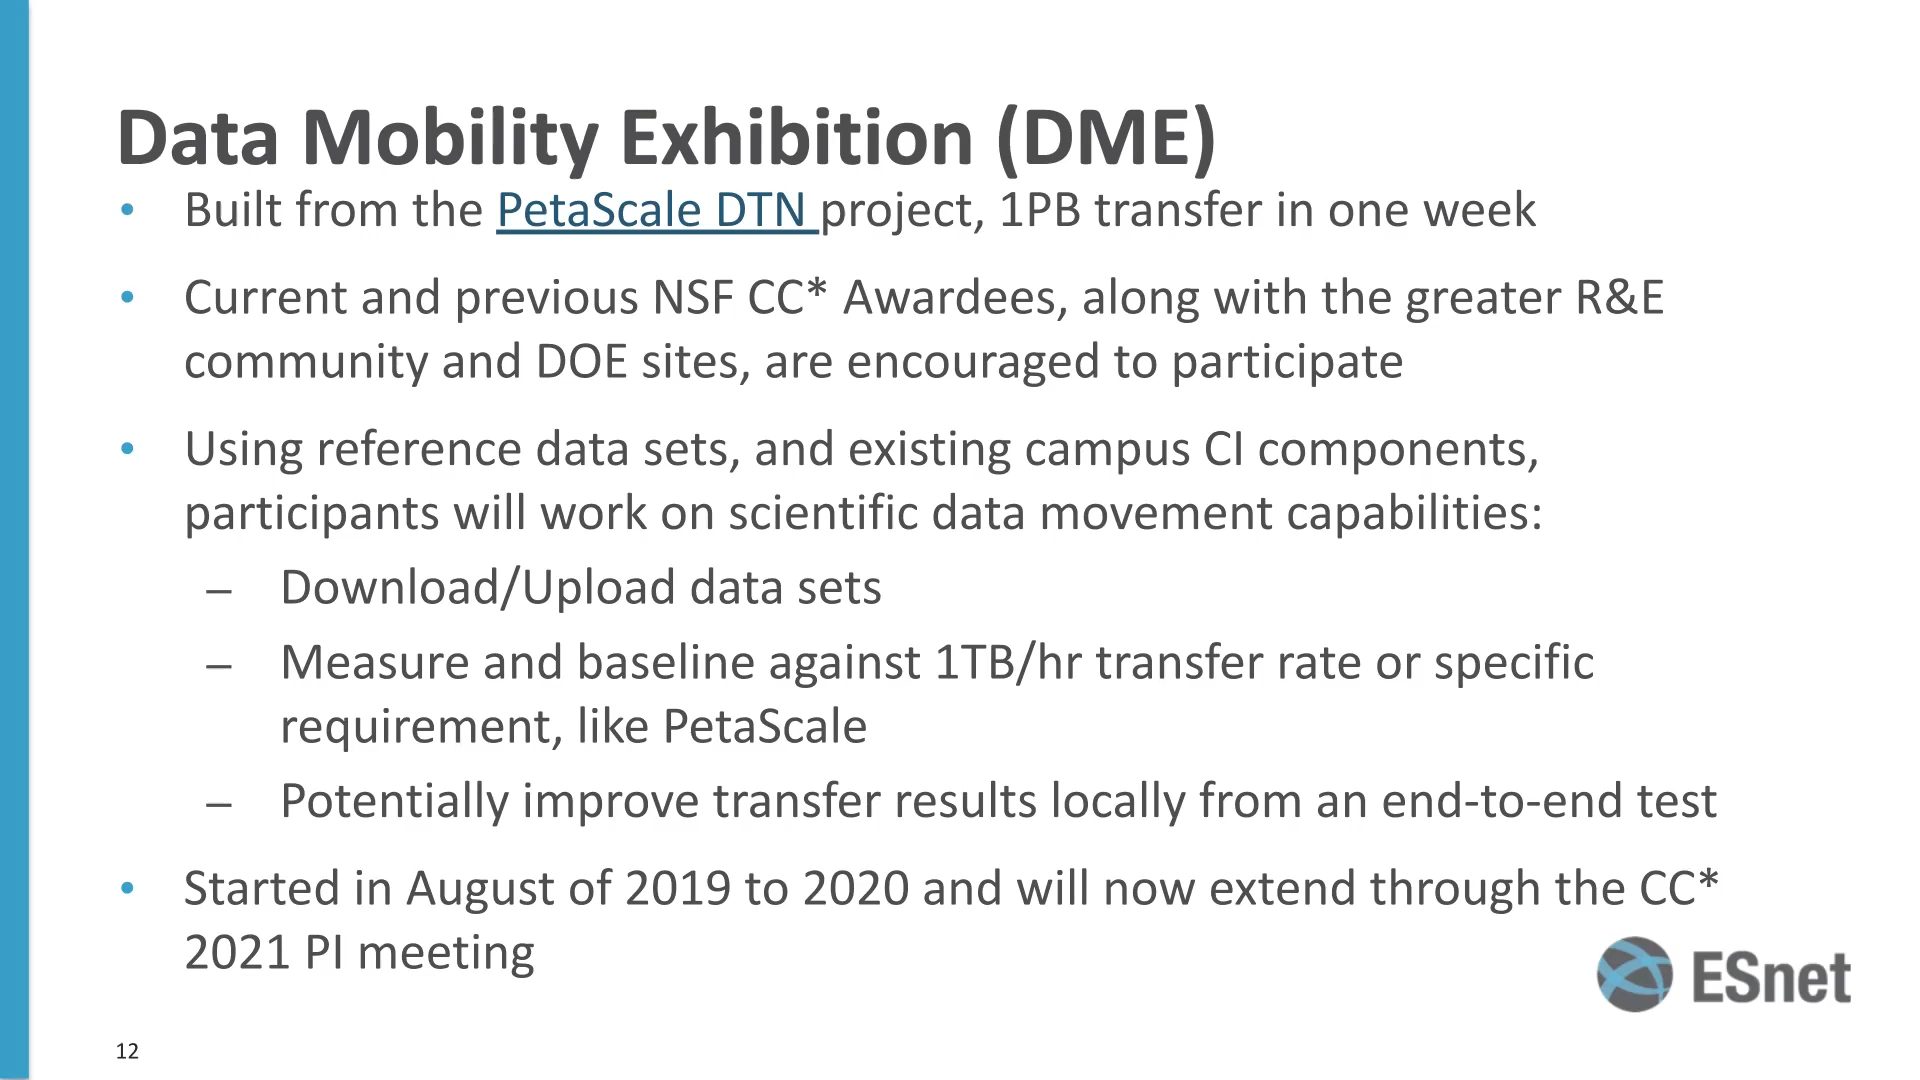 Data Mobility Exhibition (DME)
• Built from the PetaScale DTN project, 1PB transfer in one week
• Current and previous NSF CC* Awardees, along with the greater R&E
community and DOE sites, are encouraged to participate
• Using reference data sets, and existing campus CI components,
participants will work on scientific data movement capabilities:
– Download/Upload data sets
– Measure and baseline against 1TB/hr transfer rate or specific
requirement, like PetaScale
– Potentially improve transfer results locally from an end-to-end test
• Started in August of 2019 to 2020 and will now extend through the CC*
2021 PI meeting
ESnet
12